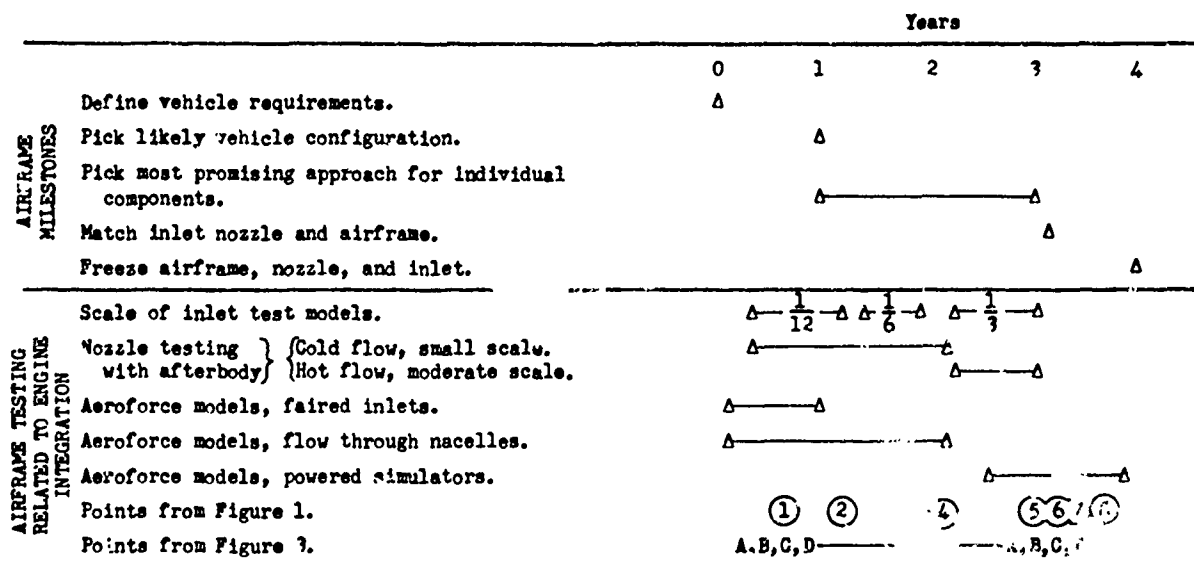 Years
0 1 2 3 4
AIRFRAME MILESTONES
Define vehicle requirements.
Pick likely vehicle configuration.
Pick most promising approach for individual
components.
Match inlet nozzle and airframe.
Freeze airframe, nozzle, and inlet.
AIRFRAME TESTING RELATED TO ENGINE INTEGRATION
Scale of inlet test models. 1/12 1/6 1/3
Nozzle testing } {Cold flow, small scale.
with afterbody} {Hot flow, moderate scale.
Aeroforce models, faired inlets.
Aeroforce models, flow through nacelles.
Aeroforce models, powered simulators.
Points from Figure 1. 1 2 4 5 6
Points from Figure 3. A,B,C,D A,B,C,